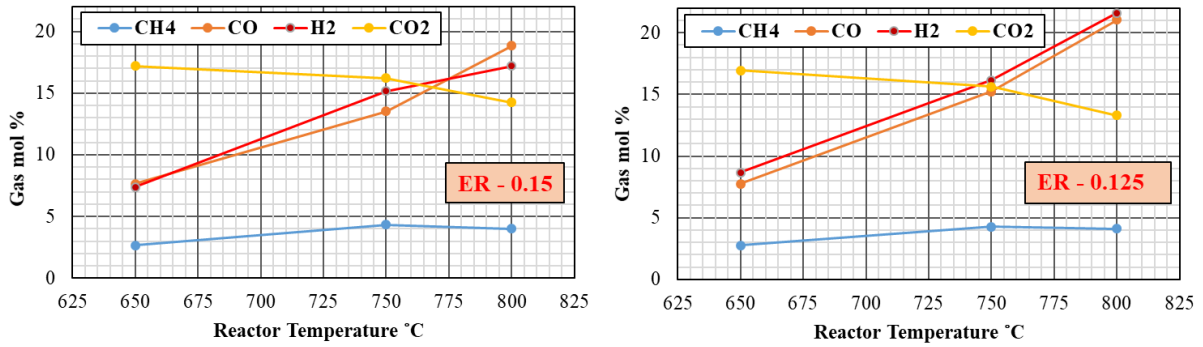 CH4 CO H2 CO2
Gas mol %
20
15
10
5
0
ER - 0.15
625 650 675 700 725 750 775 800 825
Reactor Temperature ˚C
CH4 CO H2 CO2
Gas mol %
20
15
10
5
0
ER - 0.125
625 650 675 700 725 750 775 800 825
Reactor Temperature ˚C